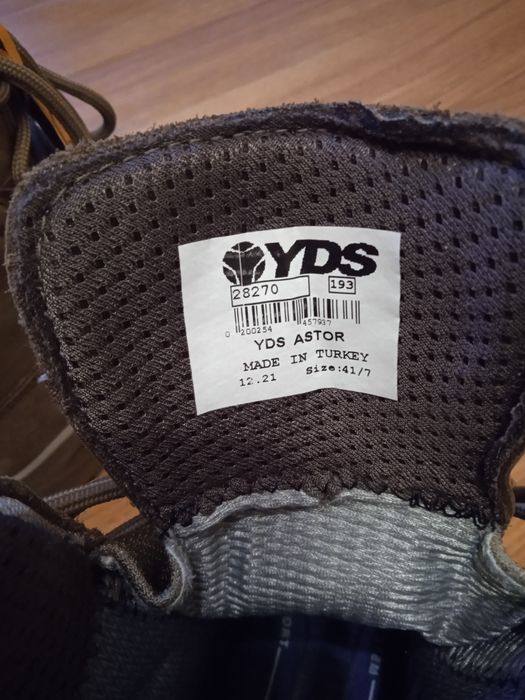 YDS
28270 193
0 200254 457937
YDS ASTOR
MADE IN TURKEY
12.21 Size:41/7